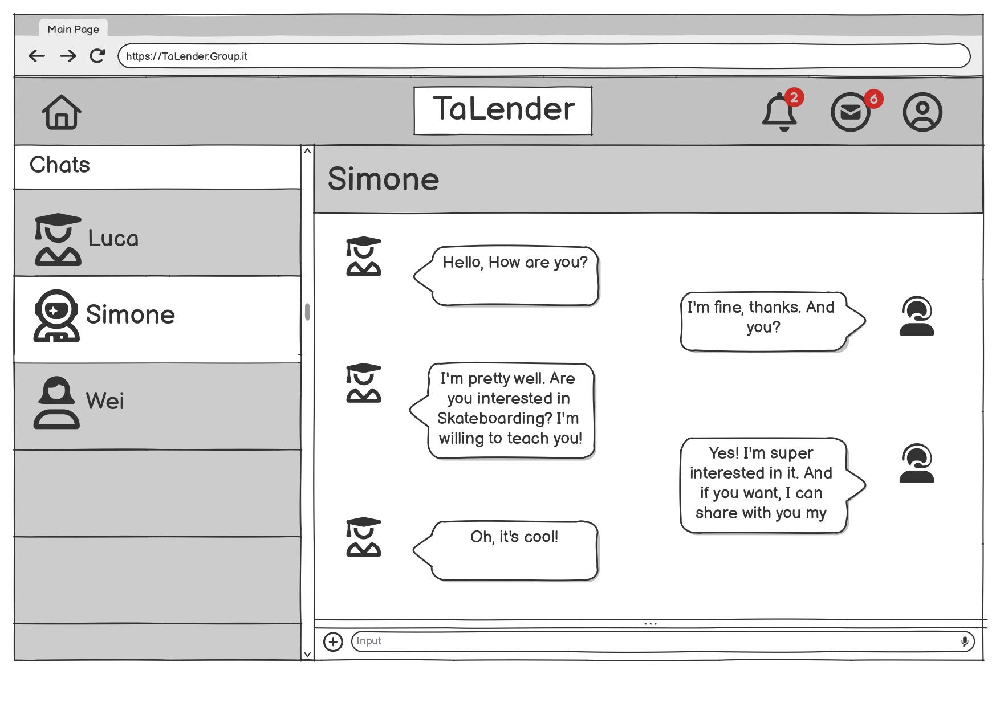 Main Page
https://TaLender.Group.it
TaLender
2
6
Chats
Luca
Simone
Wei
Simone
Hello, How are you?
I'm fine, thanks. And
you?
I'm pretty well. Are
you interested in
Skateboarding? I'm
willing to teach you!
Yes! I'm super
interested in it. And
if you want, I can
share with you my
Oh, it's cool!
Input